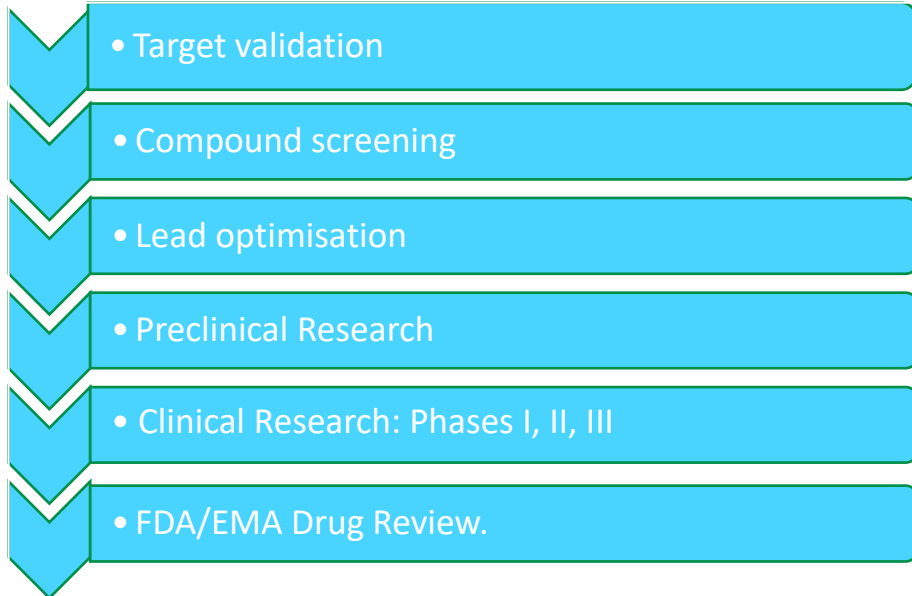 • Target validation
• Compound screening
• Lead optimisation
• Preclinical Research
• Clinical Research: Phases I, II, III
• FDA/EMA Drug Review.